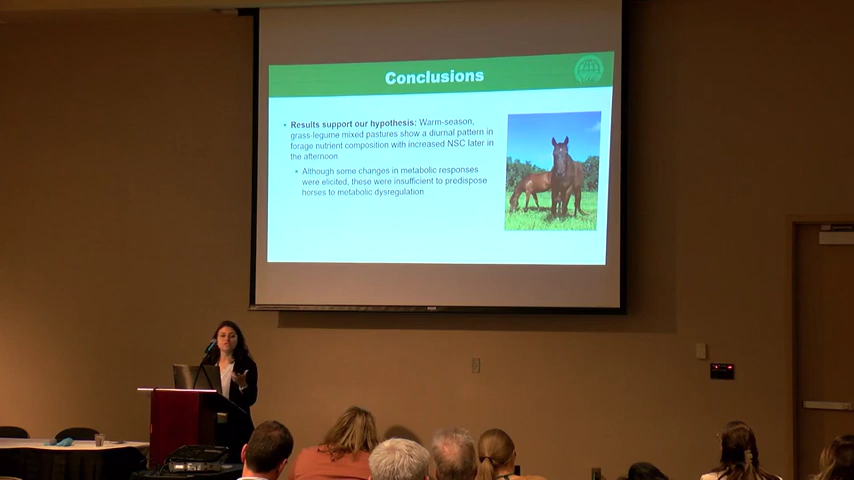 Conclusions
• Results support our hypothesis: Warm-season,
grass-legume mixed pastures show a diurnal pattern in
forage nutrient composition with increased NSC later in
the afternoon
• Although some changes in metabolic responses
were elicited, these were insufficient to predispose
horses to metabolic dysregulation